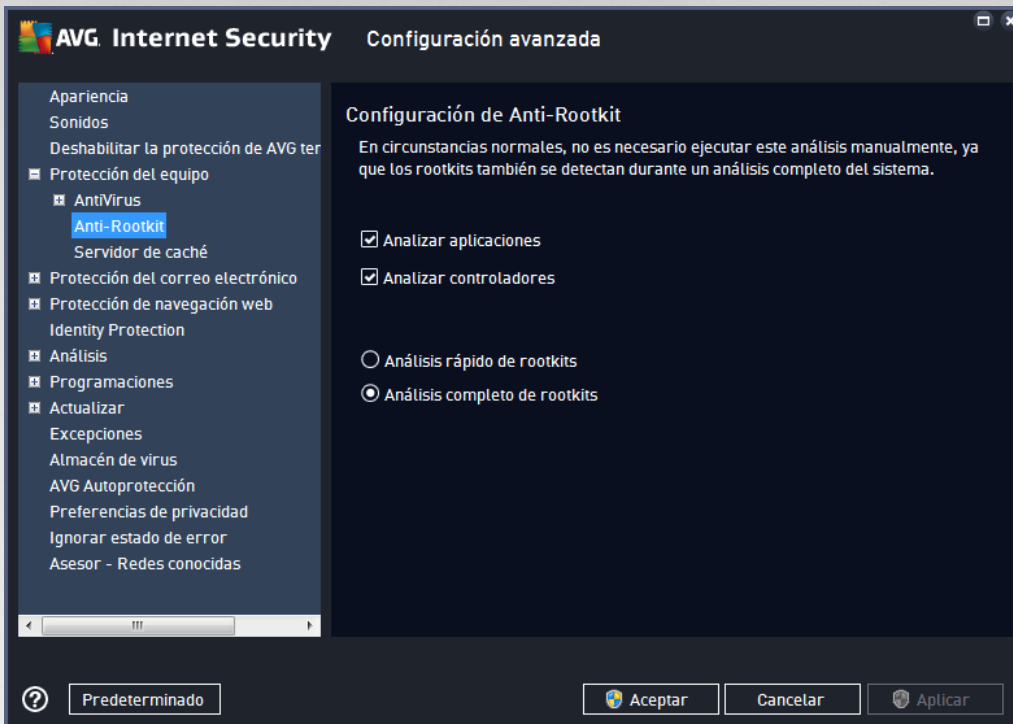 AVG Internet Security Configuración avanzada
Apariencia
Sonidos
Deshabilitar la protección de AVG ter
Protección del equipo
AntiVirus
Anti-Rootkit
Servidor de caché
Protección del correo electrónico
Protección de navegación web
Identity Protection
Análisis
Programaciones
Actualizar
Excepciones
Almacén de virus
AVG Autoprotección
Preferencias de privacidad
Ignorar estado de error
Asesor - Redes conocidas
Configuración de Anti-Rootkit
En circunstancias normales, no es necesario ejecutar este análisis manualmente, ya
que los rootkits también se detectan durante un análisis completo del sistema.
Analizar aplicaciones
Analizar controladores
Análisis rápido de rootkits
Análisis completo de rootkits
Predeterminado
Aceptar
Cancelar
Aplicar